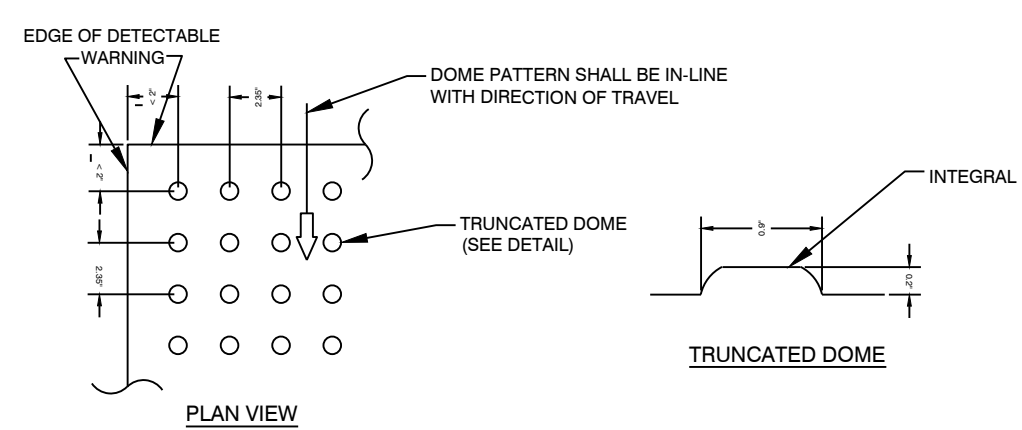 EDGE OF DETECTABLE
WARNING
< 2"
2.35"
DOME PATTERN SHALL BE IN-LINE
WITH DIRECTION OF TRAVEL
< 2"
2.35"
TRUNCATED DOME
(SEE DETAIL)
PLAN VIEW
INTEGRAL
0.9"
0.2"
TRUNCATED DOME